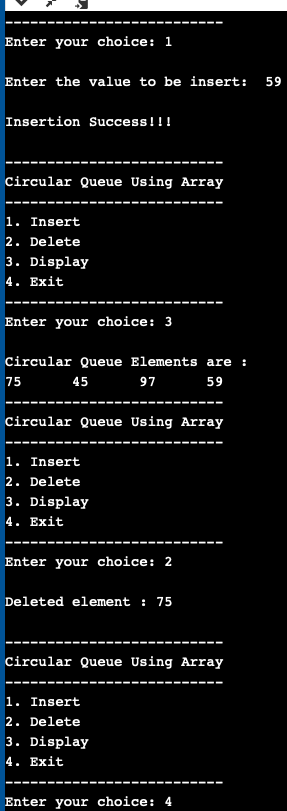 --------------------------
Enter your choice: 1
Enter the value to be insert:  59
Insertion Success!!!
--------------------------
Circular Queue Using Array
--------------------------
1. Insert
2. Delete
3. Display
4. Exit
--------------------------
Enter your choice: 3
Circular Queue Elements are :
75      45      97      59
--------------------------
Circular Queue Using Array
--------------------------
1. Insert
2. Delete
3. Display
4. Exit
--------------------------
Enter your choice: 2
Deleted element : 75
--------------------------
Circular Queue Using Array
--------------------------
1. Insert
2. Delete
3. Display
4. Exit
--------------------------
Enter your choice: 4